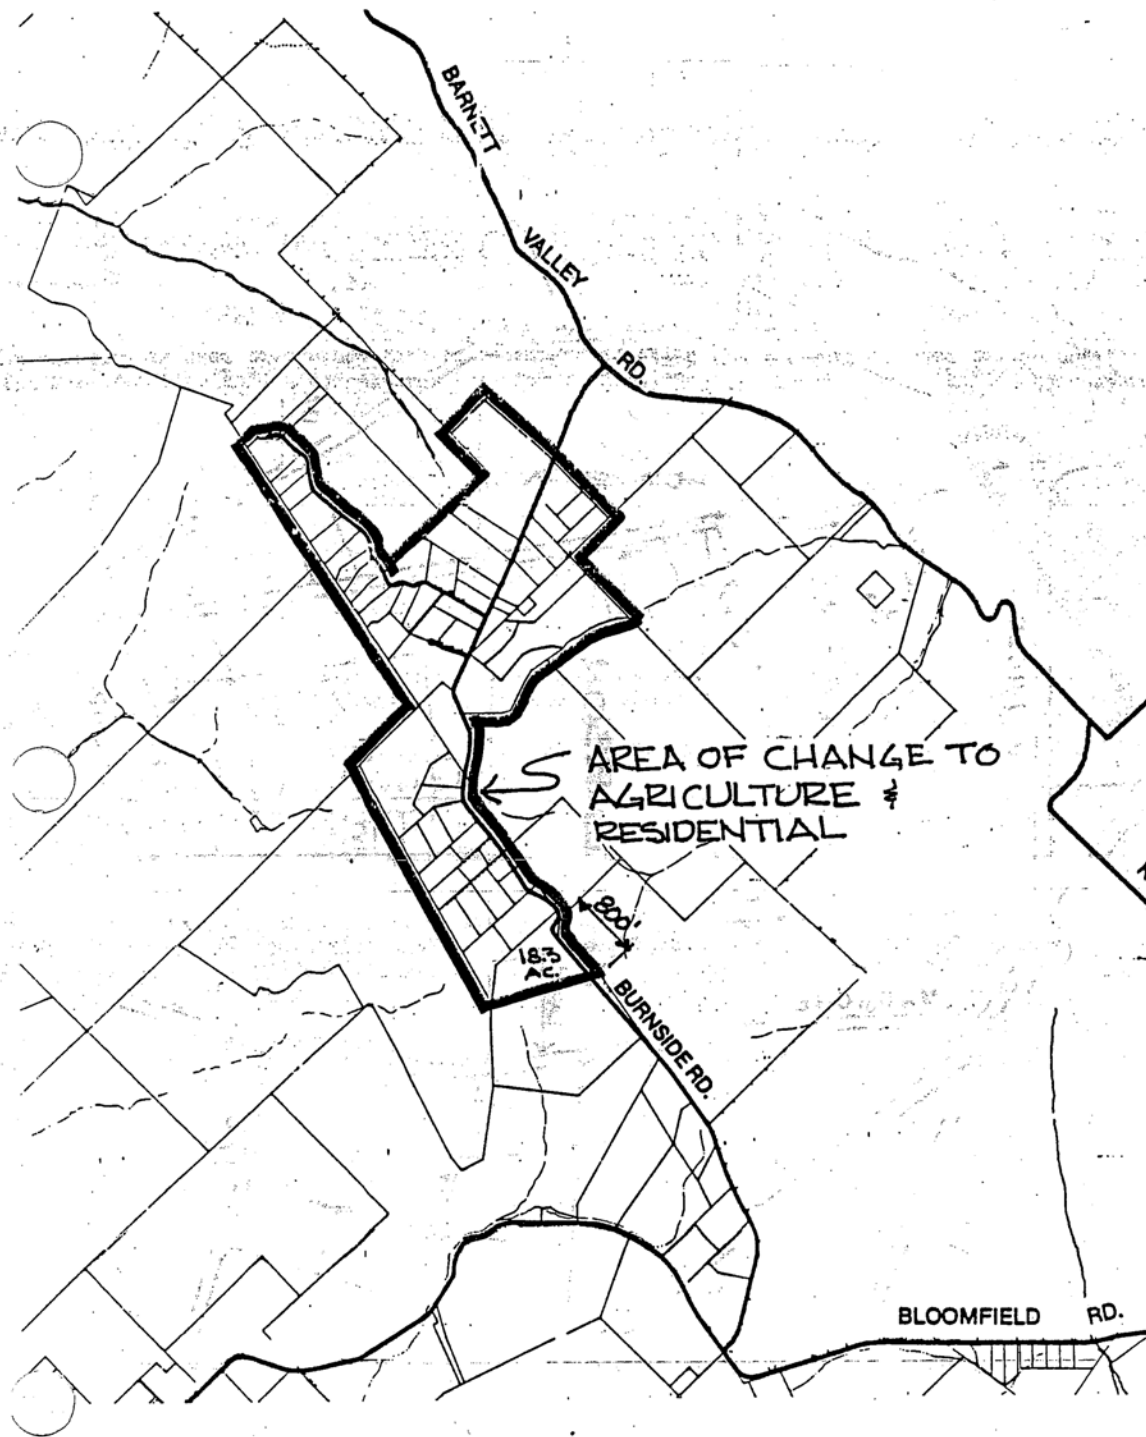 BARNETT
VALLEY
RD.
AREA OF CHANGE TO
AGRICULTURE &
RESIDENTIAL
800'
18.3
AC.
BURNSIDE RD.
BLOOMFIELD RD.